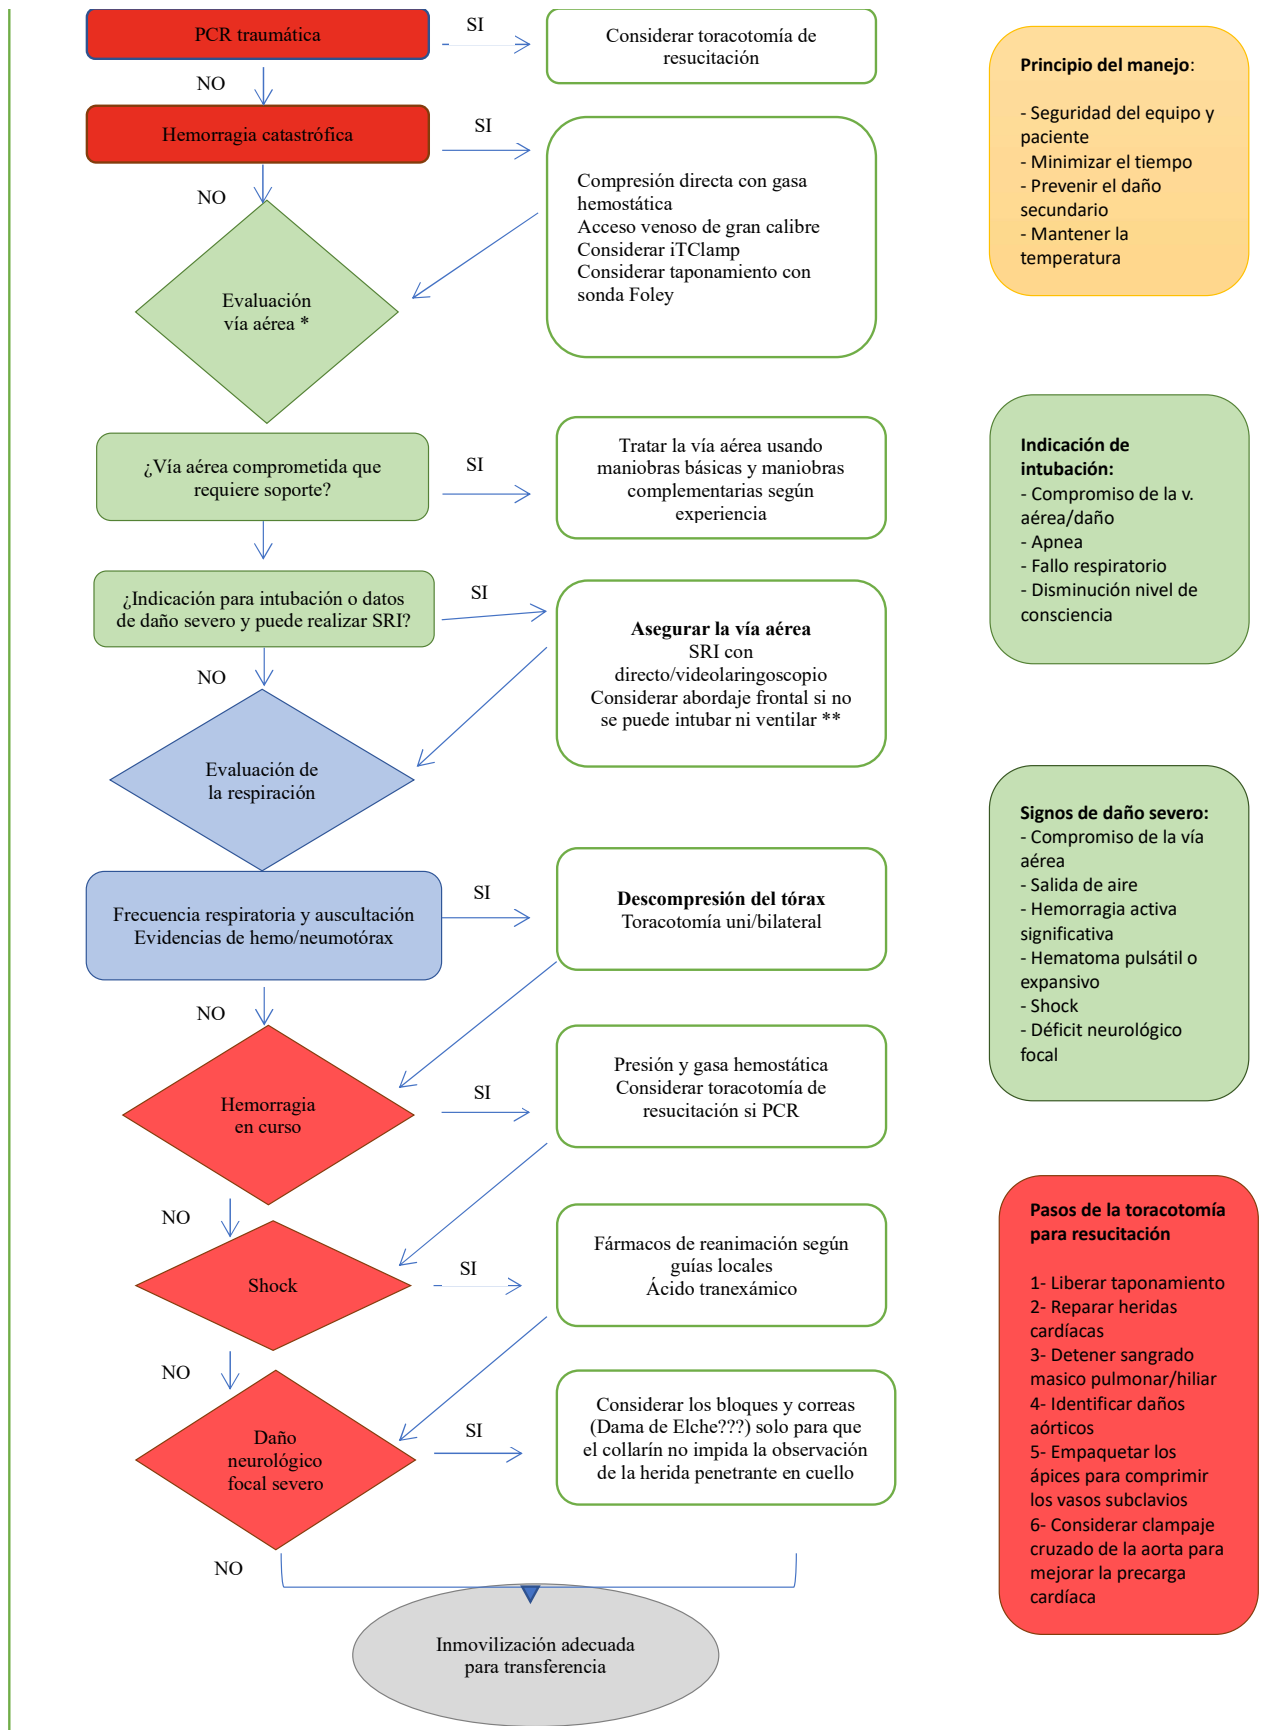 PCR traumática
SI
Considerar toracotomía de
resucitación
NO
Hemorragia catastrófica
SI
Compresión directa con gasa
hemostática
Acceso venoso de gran calibre
Considerar iTClamp
Considerar taponamiento con
sonda Foley
NO
Evaluación
vía aérea *
¿Vía aérea comprometida que
requiere soporte?
SI
Tratar la vía aérea usando
maniobras básicas y maniobras
complementarias según
experiencia
¿Indicación para intubación o datos
de daño severo y puede realizar SRI?
SI
Asegurar la vía aérea
SRI con
directo/videolaringoscopio
Considerar abordaje frontal si no
se puede intubar ni ventilar **
NO
Evaluación de
la respiración
Frecuencia respiratoria y auscultación
Evidencias de hemo/neumotórax
SI
Descompresión del tórax
Toracotomía uni/bilateral
NO
Hemorragia
en curso
SI
Presión y gasa hemostática
Considerar toracotomía de
resucitación si PCR
NO
Shock
SI
Fármacos de reanimación según
guías locales
Ácido tranexámico
NO
Daño
neurológico
focal severo
SI
Considerar los bloques y correas
(Dama de Elche???) solo para que
el collarín no impida la observación
de la herida penetrante en cuello
NO
Inmovilización adecuada
para transferencia
Principio del manejo:
- Seguridad del equipo y
paciente
- Minimizar el tiempo
- Prevenir el daño
secundario
- Mantener la
temperatura
Indicación de
intubación:
- Compromiso de la v.
aérea/daño
- Apnea
- Fallo respiratorio
- Disminución nivel de
consciencia
Signos de daño severo:
- Compromiso de la vía
aérea
- Salida de aire
- Hemorragia activa
significativa
- Hematoma pulsátil o
expansivo
- Shock
- Déficit neurológico
focal
Pasos de la toracotomía
para resucitación
1- Liberar taponamiento
2- Reparar heridas
cardíacas
3- Detener sangrado
masico pulmonar/hiliar
4- Identificar daños
aórticos
5- Empaquetar los
ápices para comprimir
los vasos subclavios
6- Considerar clampaje
cruzado de la aorta para
mejorar la precarga
cardíaca